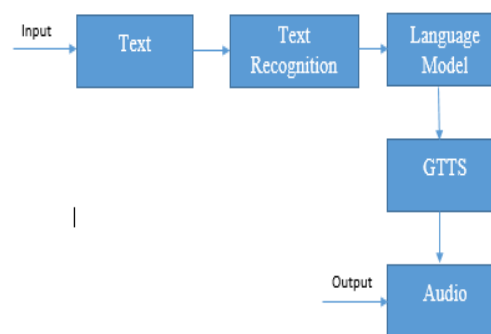 Input
Text
Text
Recognition
Language
Model
GTTS
Output
Audio